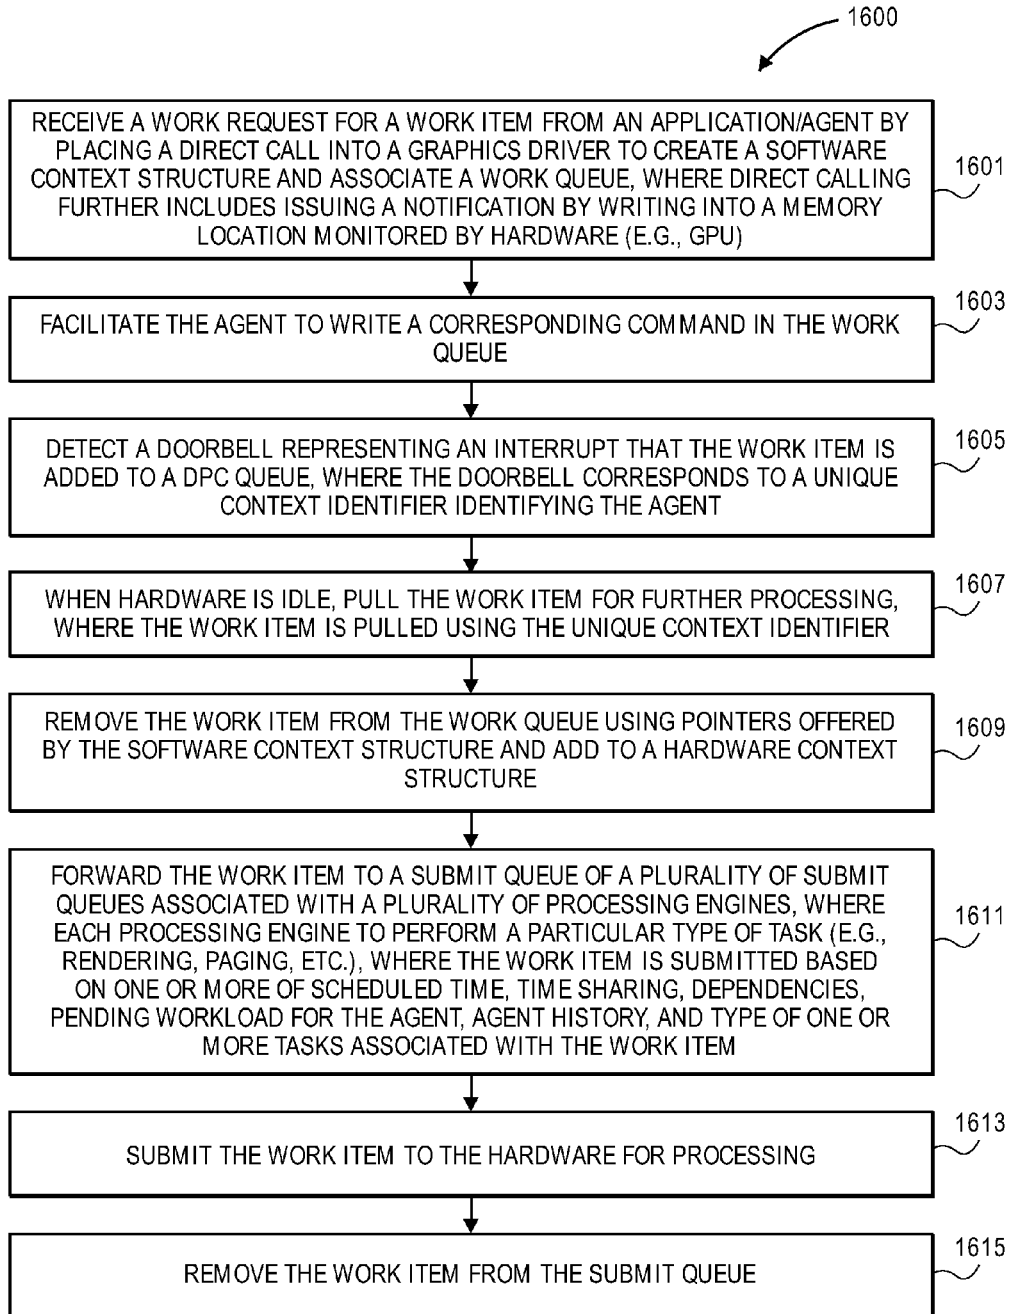 1600
RECEIVE A WORK REQUEST FOR A WORK ITEM FROM AN APPLICATION/AGENT BY
PLACING A DIRECT CALL INTO A GRAPHICS DRIVER TO CREATE A SOFTWARE
CONTEXT STRUCTURE AND ASSOCIATE A WORK QUEUE, WHERE DIRECT CALLING
FURTHER INCLUDES ISSUING A NOTIFICATION BY WRITING INTO A MEMORY
LOCATION MONITORED BY HARDWARE (E.G., GPU)
1601
FACILITATE THE AGENT TO WRITE A CORRESPONDING COMMAND IN THE WORK
QUEUE
1603
DETECT A DOORBELL REPRESENTING AN INTERRUPT THAT THE WORK ITEM IS
ADDED TO A DPC QUEUE, WHERE THE DOORBELL CORRESPONDS TO A UNIQUE
CONTEXT IDENTIFIER IDENTIFYING THE AGENT
1605
WHEN HARDWARE IS IDLE, PULL THE WORK ITEM FOR FURTHER PROCESSING,
WHERE THE WORK ITEM IS PULLED USING THE UNIQUE CONTEXT IDENTIFIER
1607
REMOVE THE WORK ITEM FROM THE WORK QUEUE USING POINTERS OFFERED
BY THE SOFTWARE CONTEXT STRUCTURE AND ADD TO A HARDWARE CONTEXT
STRUCTURE
1609
FORWARD THE WORK ITEM TO A SUBMIT QUEUE OF A PLURALITY OF SUBMIT
QUEUES ASSOCIATED WITH A PLURALITY OF PROCESSING ENGINES, WHERE
EACH PROCESSING ENGINE TO PERFORM A PARTICULAR TYPE OF TASK (E.G.,
RENDERING, PAGING, ETC.), WHERE THE WORK ITEM IS SUBMITTED BASED
ON ONE OR MORE OF SCHEDULED TIME, TIME SHARING, DEPENDENCIES,
PENDING WORKLOAD FOR THE AGENT, AGENT HISTORY, AND TYPE OF ONE OR
MORE TASKS ASSOCIATED WITH THE WORK ITEM
1611
SUBMIT THE WORK ITEM TO THE HARDWARE FOR PROCESSING
1613
REMOVE THE WORK ITEM FROM THE SUBMIT QUEUE
1615